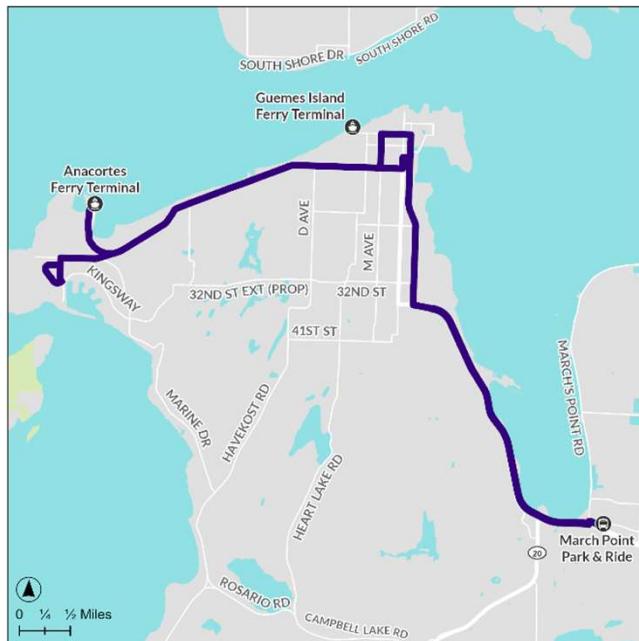 SOUTH SHORE DR
SOUTH SHORE RD
Guemes Island
Ferry Terminal
Anacortes
Ferry Terminal
D AVE
M AVE
KINGSWAY
32ND ST EXT (PROP)
32ND ST
41ST ST
MARCH'S POINT RD
MARINE DR
HAVEKOST RD
HEART LAKE RD
March Point
Park & Ride
20
ROSARIO RD
CAMPBELL LAKE RD
0 ¼ ½ Miles